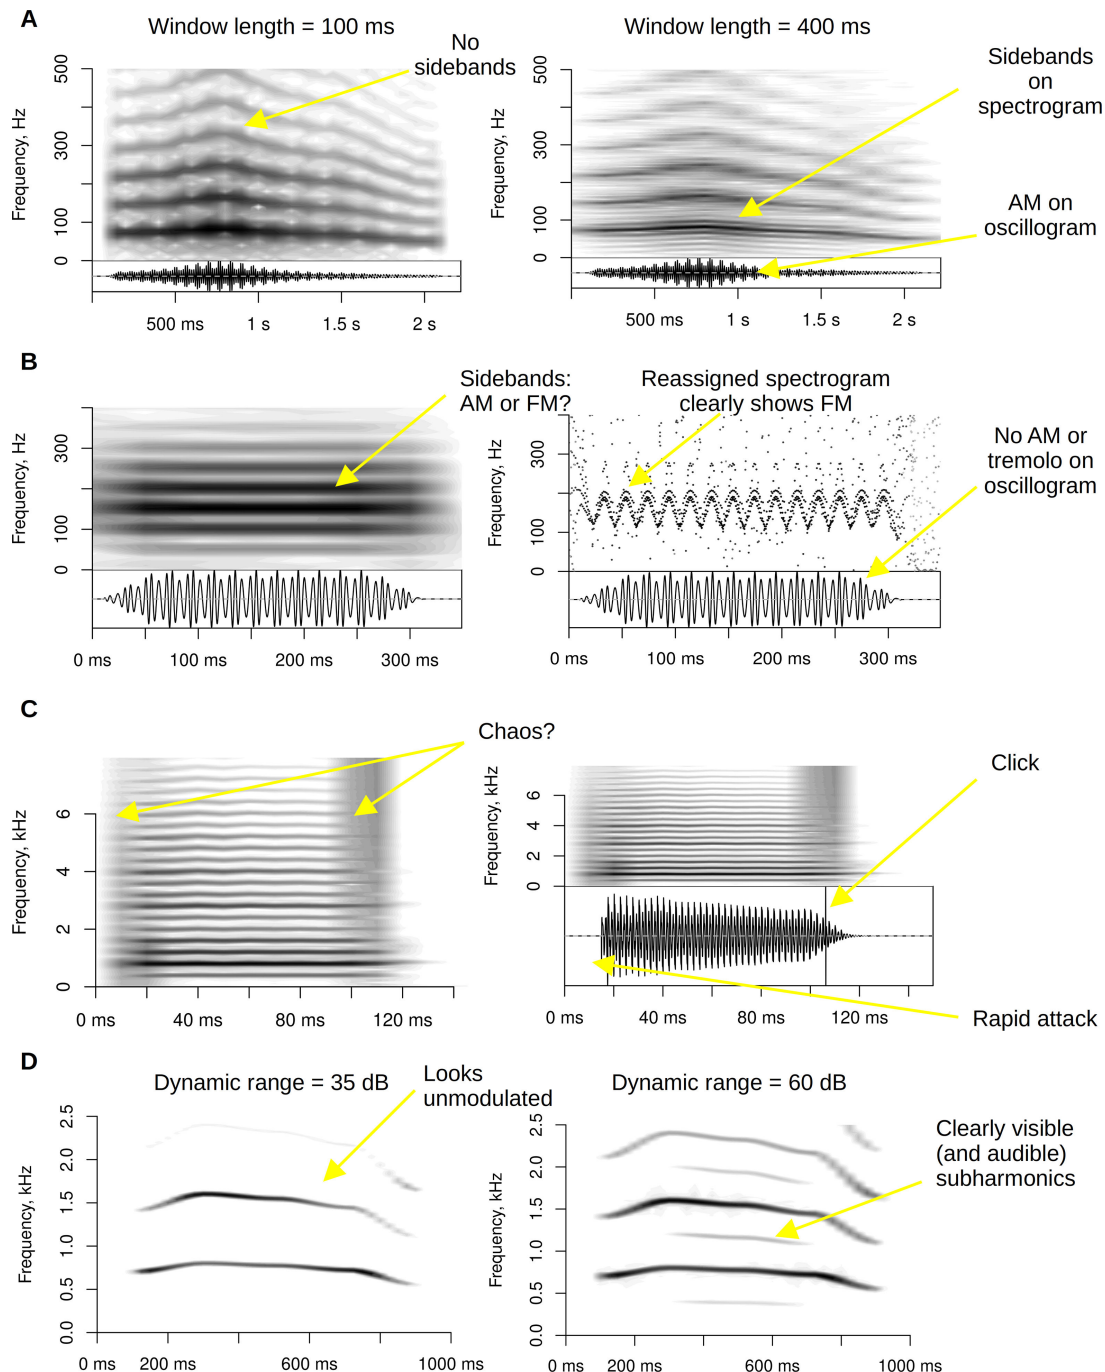 A
Window length = 100 ms
No
sidebands
Window length = 400 ms
Sidebands
on
spectrogram
AM on
oscillogram
Frequency, Hz
0
100
300
500
500 ms
1 s
1.5 s
2 s
Frequency, Hz
0
100
300
500
500 ms
1 s
1.5 s
2 s
B
Sidebands:
AM or FM?
Reassigned spectrogram
clearly shows FM
No AM or
tremolo on
oscillogram
Frequency, Hz
0
100
300
0 ms
100 ms
200 ms
300 ms
Frequency, Hz
0
100
300
0 ms
100 ms
200 ms
300 ms
C
Chaos?
Click
Rapid attack
Frequency, kHz
0
2
4
6
0 ms
40 ms
80 ms
120 ms
Frequency, kHz
0
2
4
6
0 ms
40 ms
80 ms
120 ms
D
Dynamic range = 35 dB
Looks
unmodulated
Dynamic range = 60 dB
Clearly visible
(and audible)
subharmonics
Frequency, kHz
0.0
0.5
1.0
1.5
2.0
2.5
0 ms
200 ms
600 ms
1000 ms
Frequency, kHz
0.0
0.5
1.0
1.5
2.0
2.5
0 ms
200 ms
600 ms
1000 ms